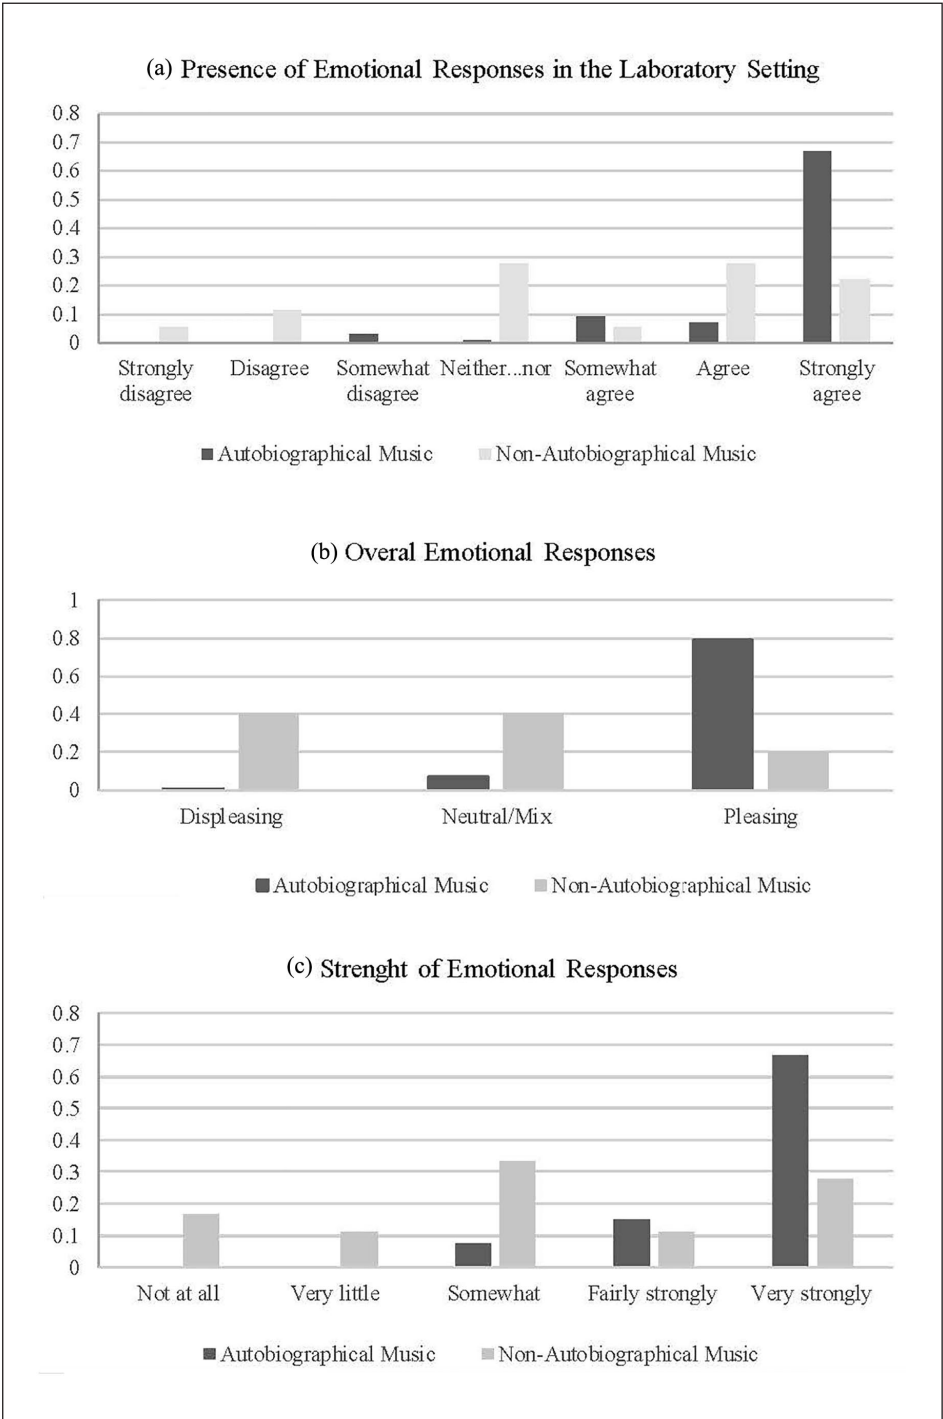 (a) Presence of Emotional Responses in the Laboratory Setting
0.8
0.7
0.6
0.5
0.4
0.3
0.2
0.1
0
Strongly disagree
Disagree
Somewhat disagree
Neither...nor
Somewhat agree
Agree
Strongly agree
Autobiographical Music
Non-Autobiographical Music
(b) Overal Emotional Responses
1
0.8
0.6
0.4
0.2
0
Displeasing
Neutral/Mix
Pleasing
Autobiographical Music
Non-Autobiographical Music
(c) Strenght of Emotional Responses
0.8
0.7
0.6
0.5
0.4
0.3
0.2
0.1
0
Not at all
Very little
Somewhat
Fairly strongly
Very strongly
Autobiographical Music
Non-Autobiographical Music